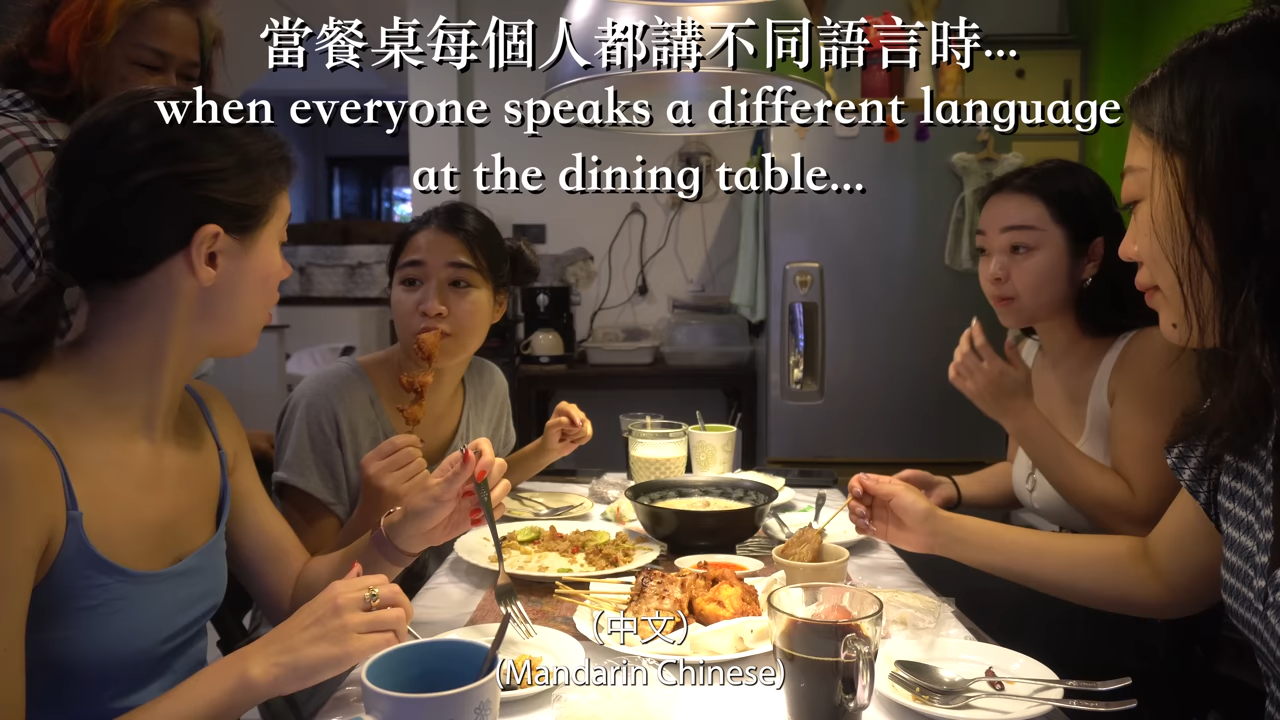 當餐桌每個人都講不同語言時...
when everyone speaks a different language
at the dining table...
（中文）
(Mandarin Chinese)